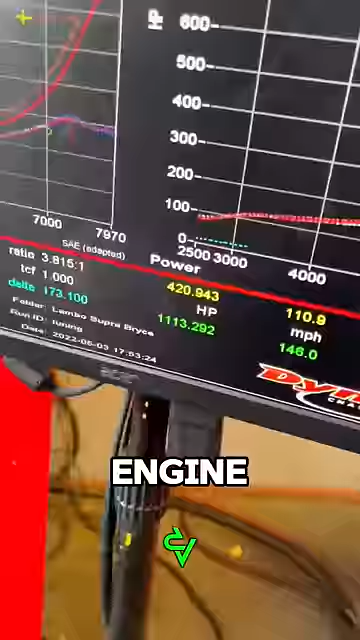 HP
600
500
400
300
200
100
0
2500 3000 4000
7000 7970
SAE (adapted)
Power
ratio 3.815:1
tcf 1.000
delta 173.100
420.943 110.9
HP mph
1113.292 146.0
Folder: Lambo Supra Bryce
Run ID: tuning
Date: 2022-06-03 17:53:24
ENGINE